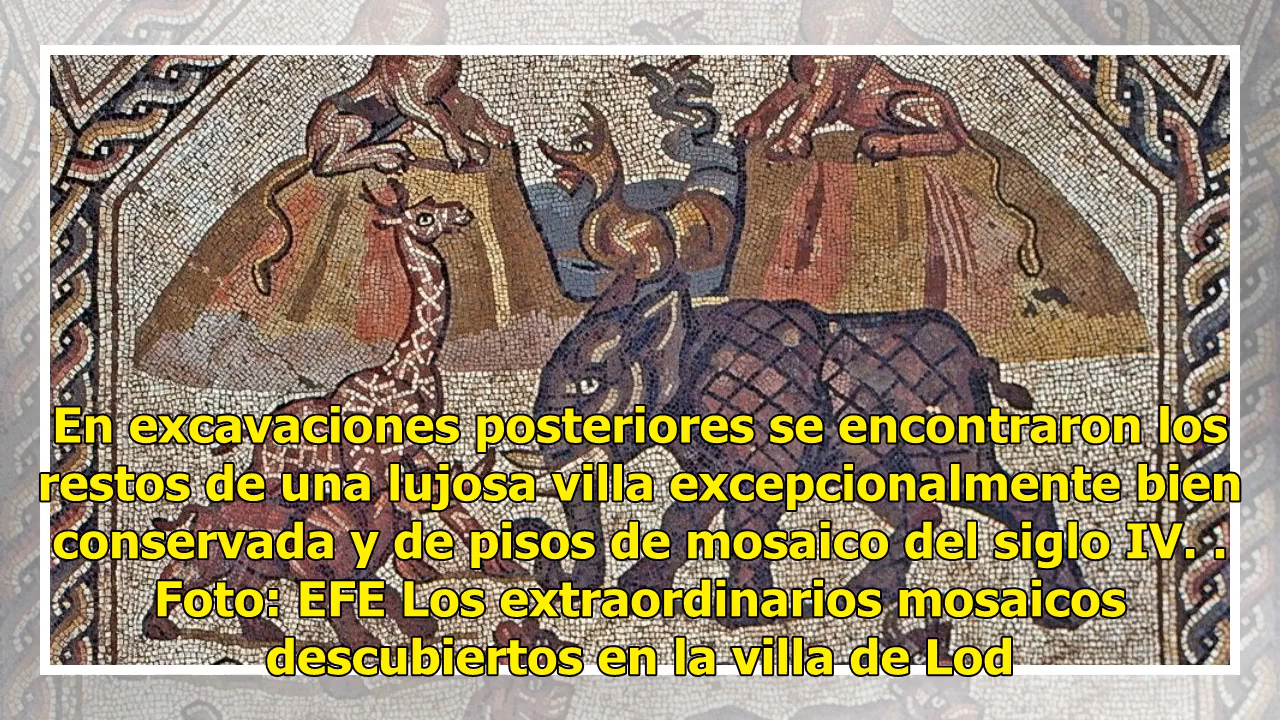 En excavaciones posteriores se encontraron los
restos de una lujosa villa excepcionalmente bien
conservada y de pisos de mosaico del siglo IV. .
Foto: EFE Los extraordinarios mosaicos
descubiertos en la villa de Lod